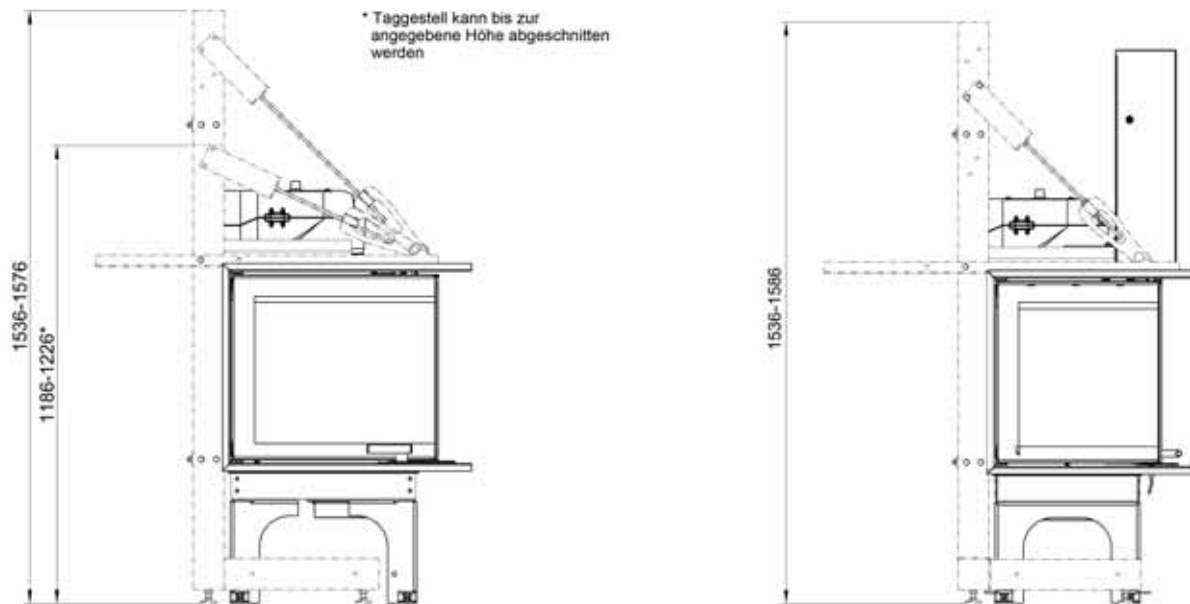 * Taggestell kann bis zur
angegebene Höhe abgeschnitten
werden
1536-1576
1186-1226*
1536-1586